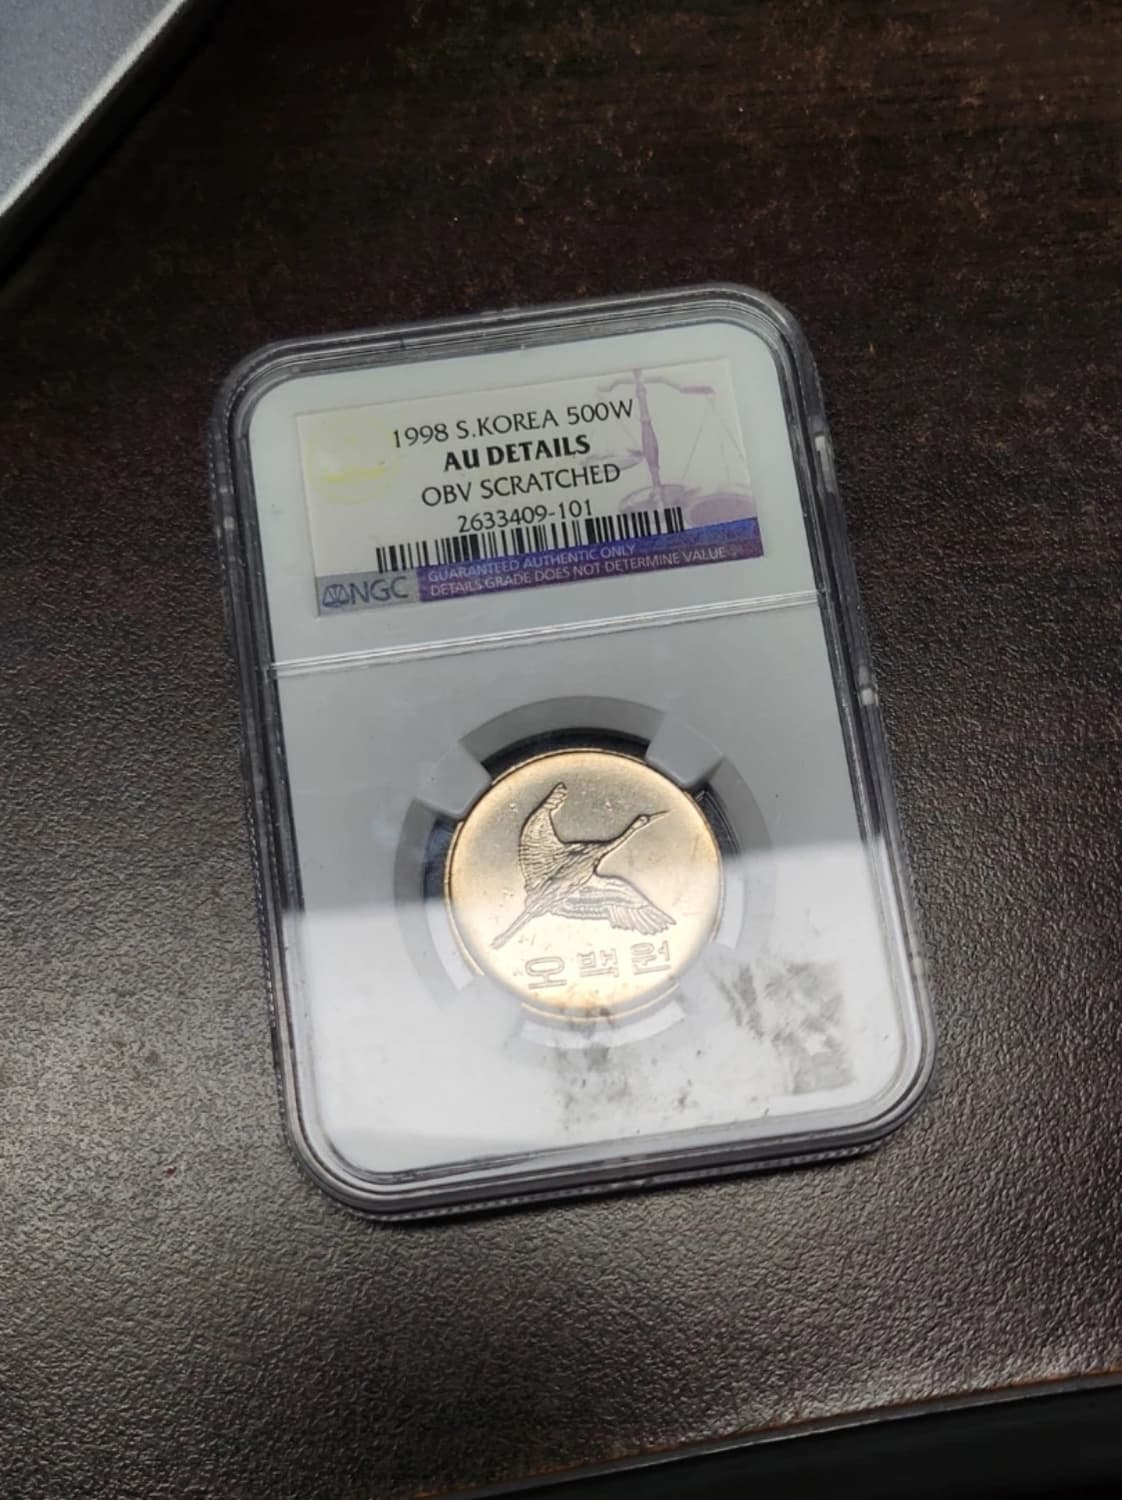 1998 S.KOREA 500W
AU DETAILS
OBV SCRATCHED
2633409-101
NGC
GUARANTEED AUTHENTIC ONLY
DETAILS GRADE DOES NOT DETERMINE VALUE
오백원